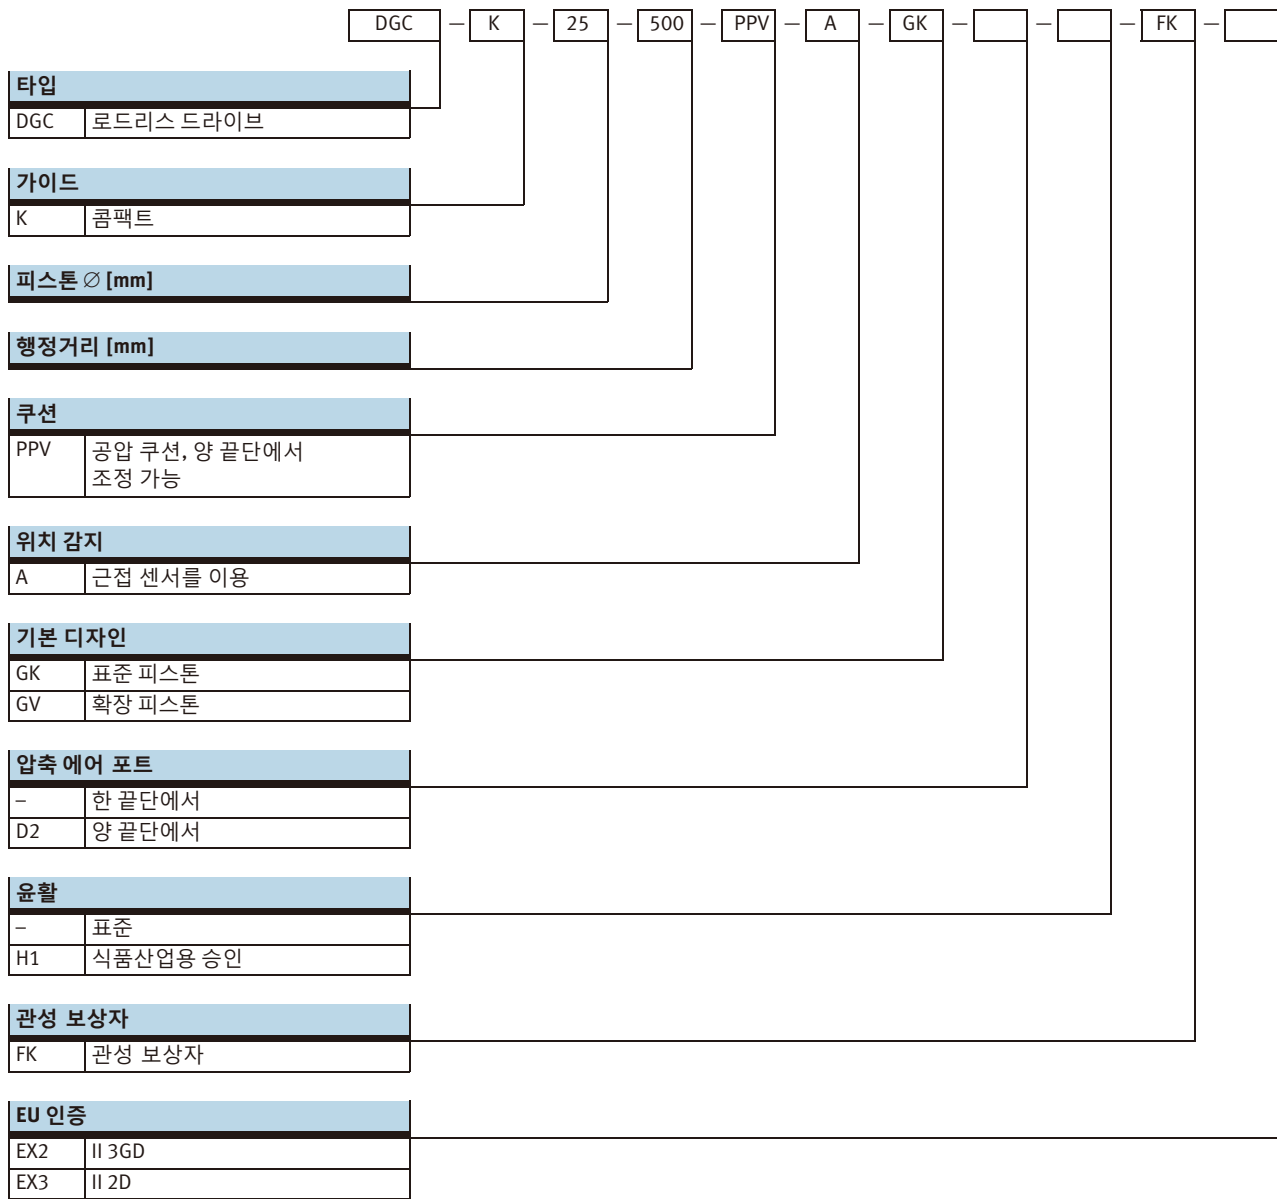 DGC – K – 25 – 500 – PPV – A – GK – – – FK –
타입
DGC 로드리스 드라이브
가이드
K 콤팩트
피스톤 ∅ [mm]
행정거리 [mm]
쿠션
PPV 공압 쿠션, 양 끝단에서
조정 가능
위치 감지
A 근접 센서를 이용
기본 디자인
GK 표준 피스톤
GV 확장 피스톤
압축 에어 포트
– 한 끝단에서
D2 양 끝단에서
윤활
– 표준
H1 식품산업용 승인
관성 보상자
FK 관성 보상자
EU 인증
EX2 II 3GD
EX3 II 2D